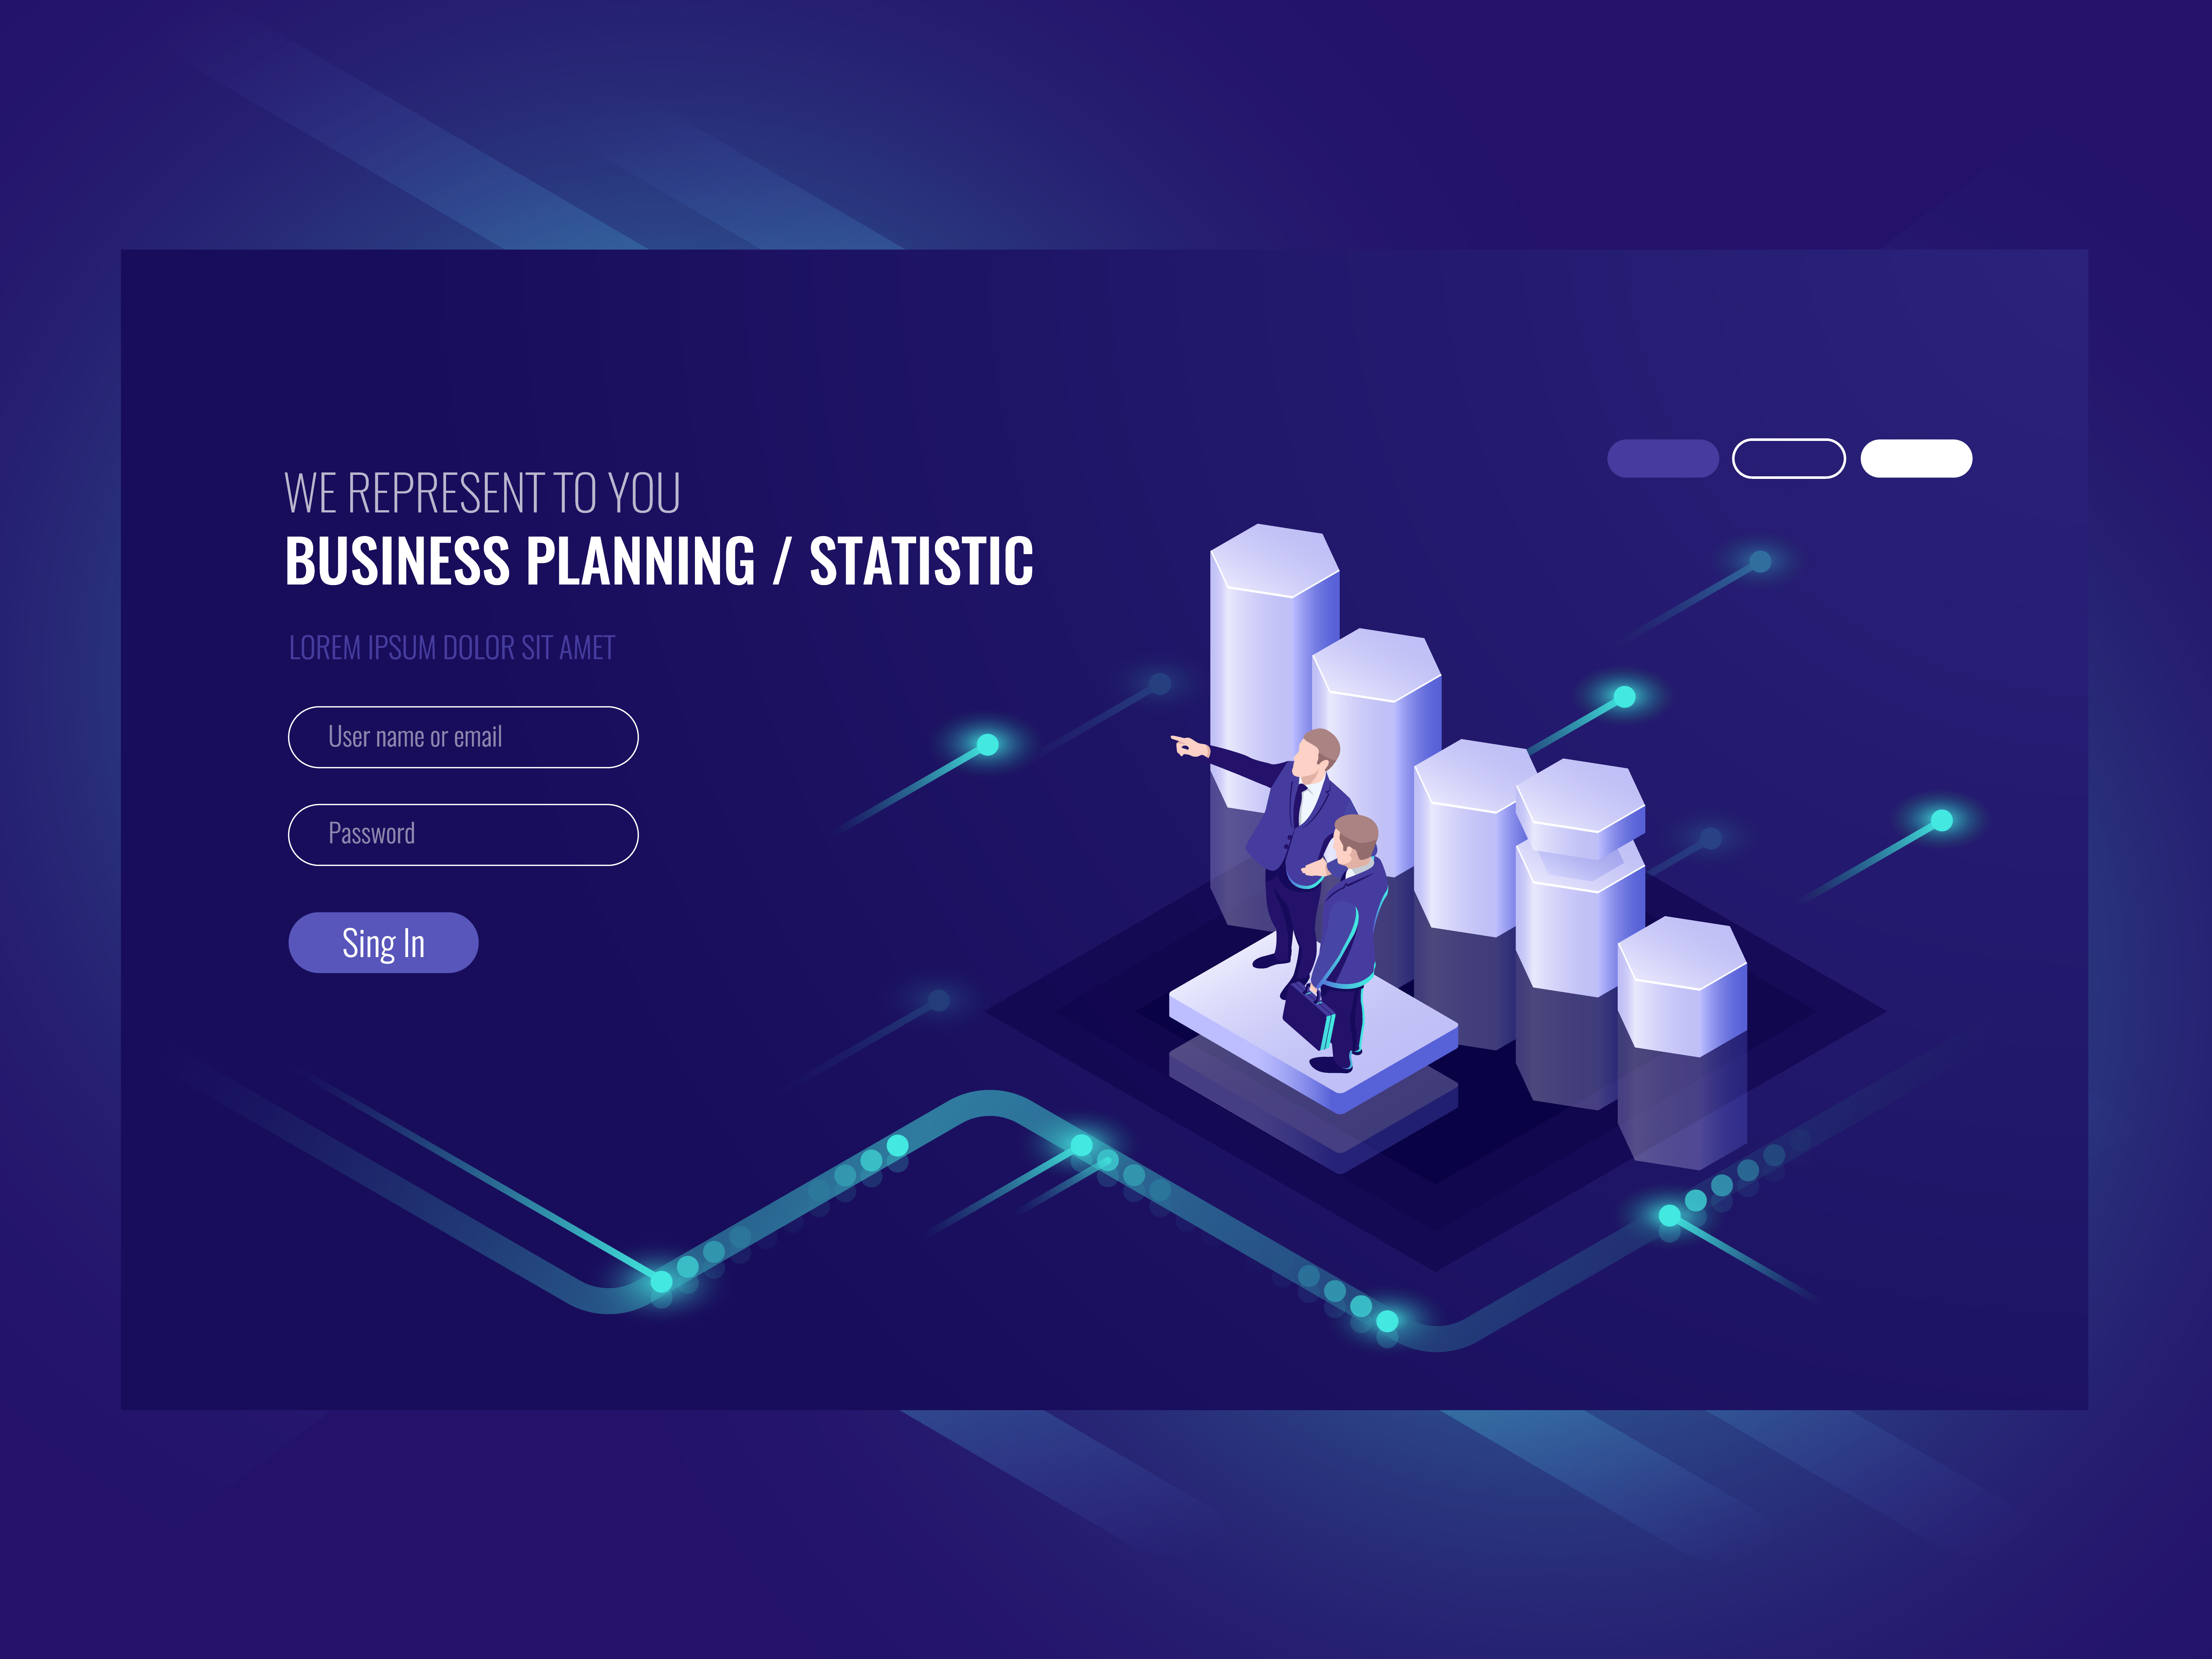 WE REPRESENT TO YOU
BUSINESS PLANNING / STATISTIC
LOREM IPSUM DOLOR SIT AMET
User name or email
Password
Sing In